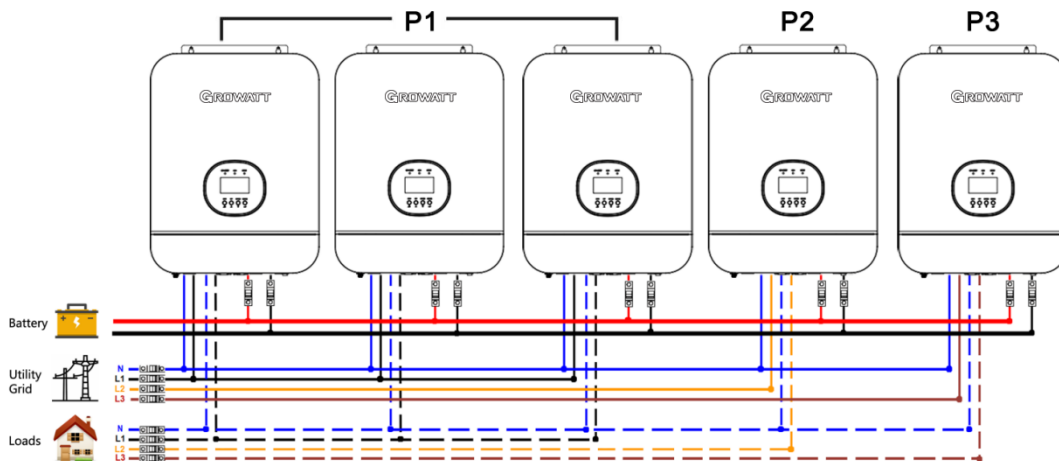 P1 P2 P3
GROWATT GROWATT GROWATT GROWATT GROWATT
Battery
Utility
Grid
N
L1
L2
L3
Loads
N
L1
L2
L3